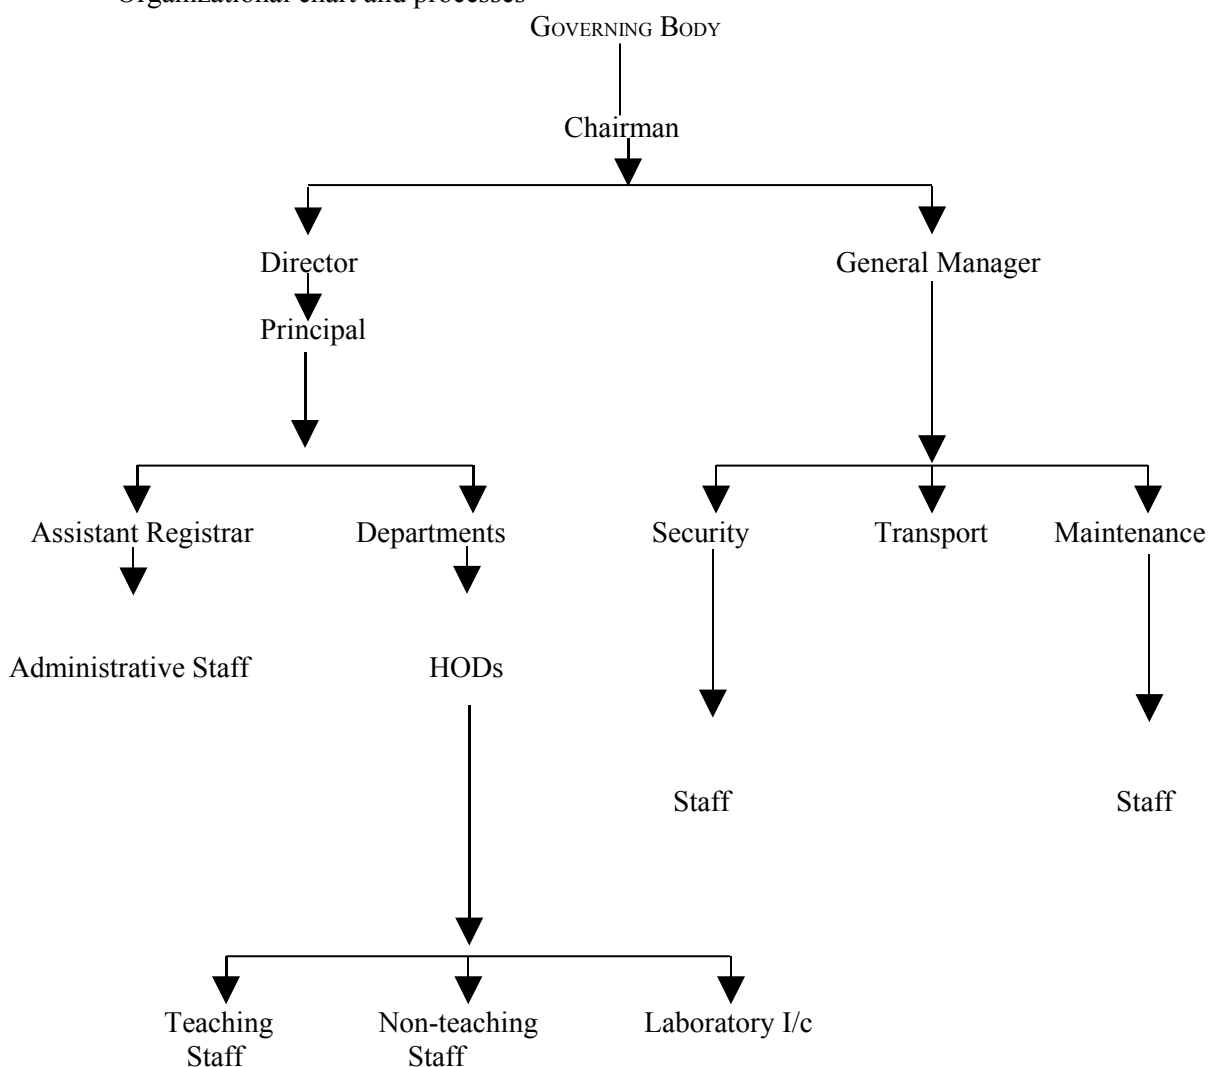 Organizational chart and processes
GOVERNING BODY
Chairman
Director
General Manager
Principal
Assistant Registrar
Departments
Security
Transport
Maintenance
Administrative Staff
HODs
Staff
Staff
Teaching
Staff
Non-teaching
Staff
Laboratory I/c